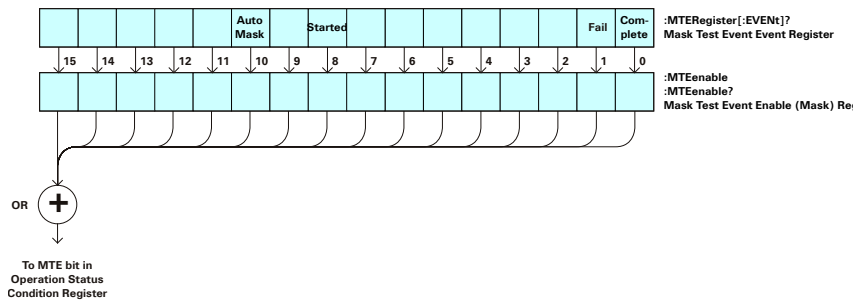 Auto
Mask
Started
Fail
Com-
plete
:MTERegister[:EVENt]?
Mask Test Event Event Register
15 14 13 12 11 10 9 8 7 6 5 4 3 2 1 0
:MTEenable
:MTEenable?
Mask Test Event Enable (Mask) Reg
OR
+
To MTE bit in
Operation Status
Condition Register